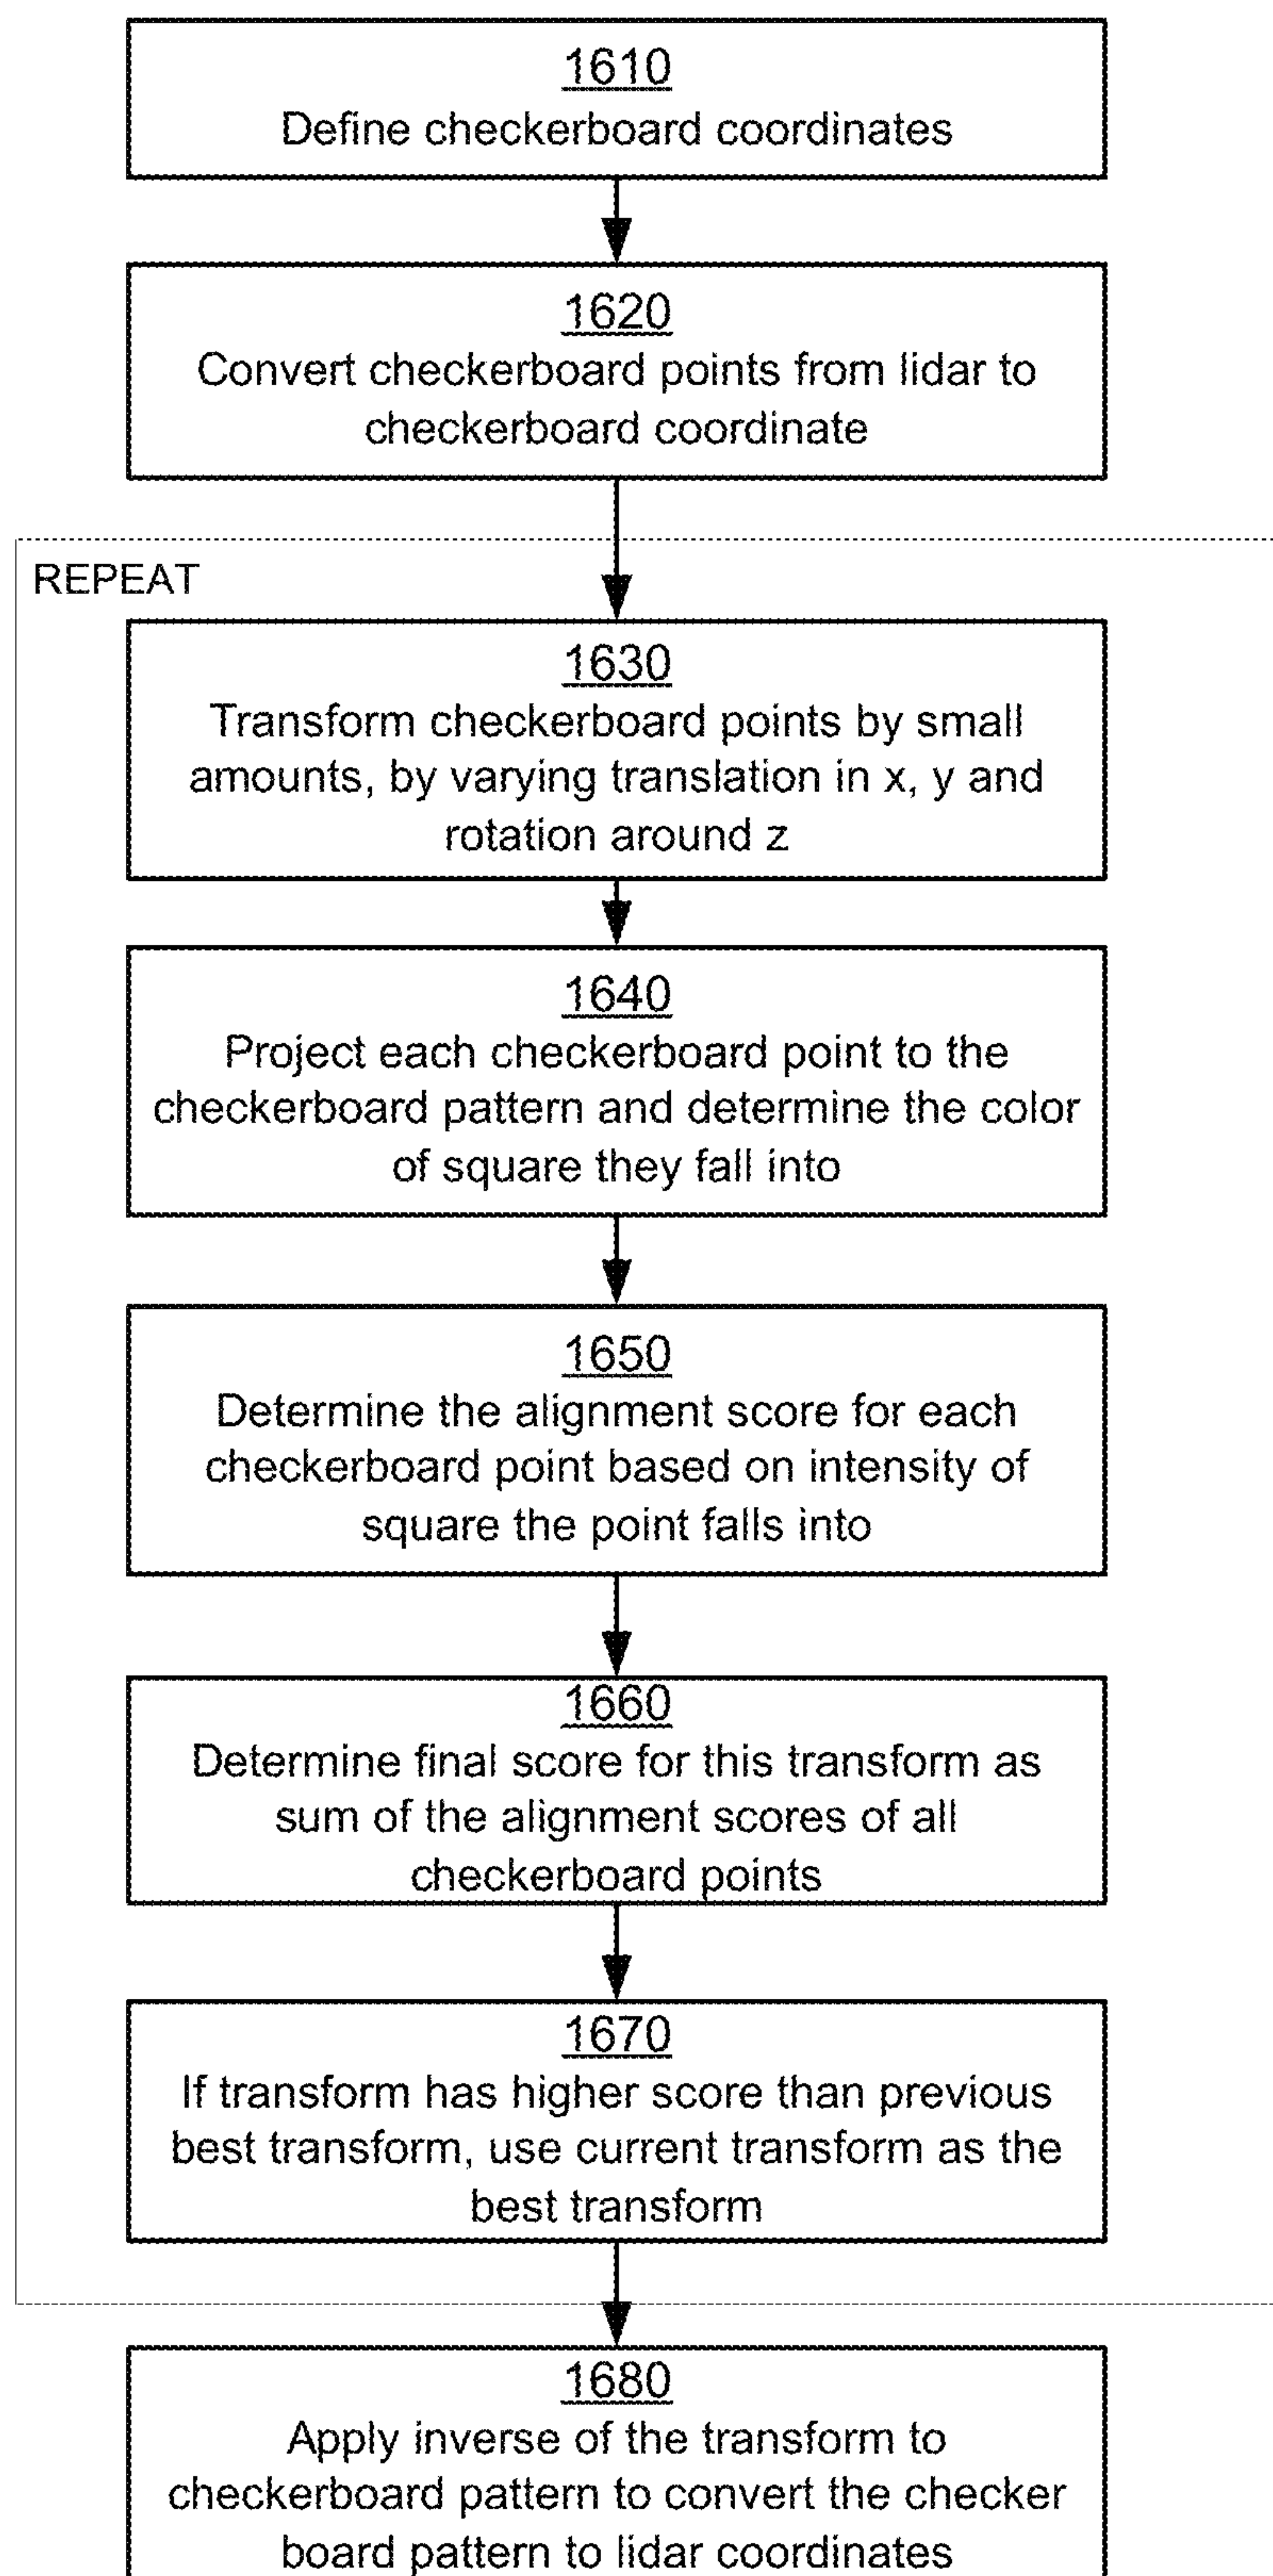 1610
Define checkerboard coordinates
1620
Convert checkerboard points from lidar to
checkerboard coordinate
REPEAT
1630
Transform checkerboard points by small
amounts, by varying translation in x, y and
rotation around z
1640
Project each checkerboard point to the
checkerboard pattern and determine the color
of square they fall into
1650
Determine the alignment score for each
checkerboard point based on intensity of
square the point falls into
1660
Determine final score for this transform as
sum of the alignment scores of all
checkerboard points
1670
If transform has higher score than previous
best transform, use current transform as the
best transform
1680
Apply inverse of the transform to
checkerboard pattern to convert the checker
board pattern to lidar coordinates